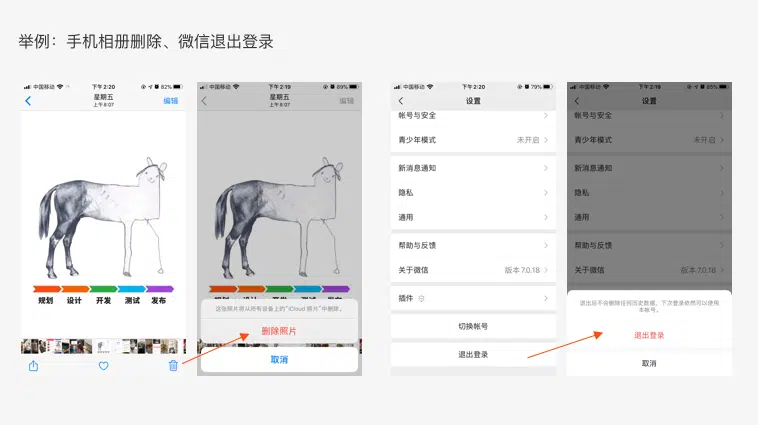 举例：手机相册删除、微信退出登录
中国移动 下午2:20 82%
星期五
上午 8:07
编辑
规划 设计 开发 测试 发布
中国移动 下午2:19 89%
星期五
上午 8:07
编辑
规划 设计 开发 测试 发布
这张照片将从所有设备上的“iCloud 照片”中删除。
删除照片
取消
中国移动 下午2:20 79%
设置
帐号与安全
青少年模式 未开启
新消息通知
隐私
通用
帮助与反馈
关于微信 版本 7.0.18
插件
切换帐号
退出登录
中国移动 下午2:19 85%
设置
帐号与安全
青少年模式 未开启
新消息通知
隐私
通用
帮助与反馈
关于微信 版本 7.0.18
退出后不会删除任何历史数据，下次登录依然可以使用
本帐号。
退出登录
取消